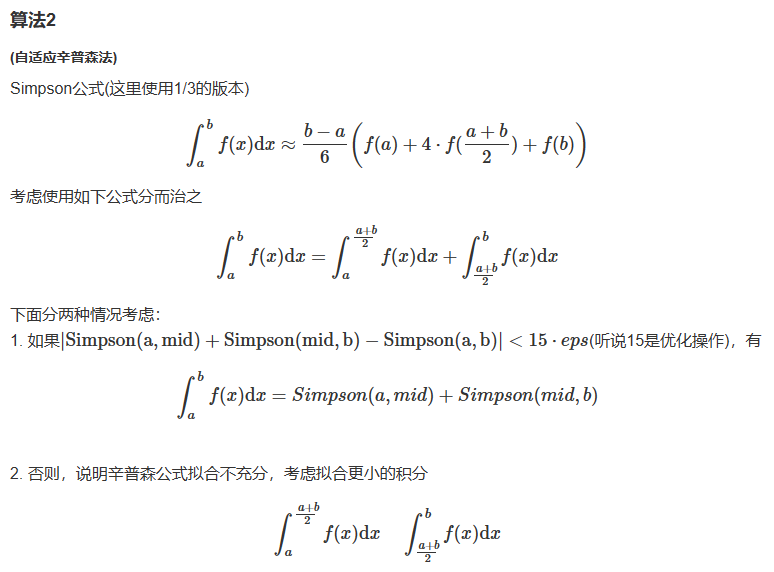 算法2
(自适应辛普森法)
Simpson公式(这里使用1/3的版本)
$$\int_a^b f(x)\mathrm{d}x \approx \frac{b-a}{6}\left(f(a)+4\cdot f(\frac{a+b}{2})+f(b)\right)$$
考虑使用如下公式分而治之
$$\int_a^b f(x)\mathrm{d}x = \int_a^{\frac{a+b}{2}} f(x)\mathrm{d}x + \int_{\frac{a+b}{2}}^b f(x)\mathrm{d}x$$
下面分两种情况考虑：
1. 如果$|\mathrm{Simpson(a,mid)+Simpson(mid,b)-Simpson(a,b)}| < 15\cdot eps$(听说15是优化操作)，有
$$\int_a^b f(x)\mathrm{d}x = Simpson(a,mid)+Simpson(mid,b)$$
2. 否则，说明辛普森公式拟合不充分，考虑拟合更小的积分
$$\int_a^{\frac{a+b}{2}} f(x)\mathrm{d}x \quad \int_{\frac{a+b}{2}}^b f(x)\mathrm{d}x$$